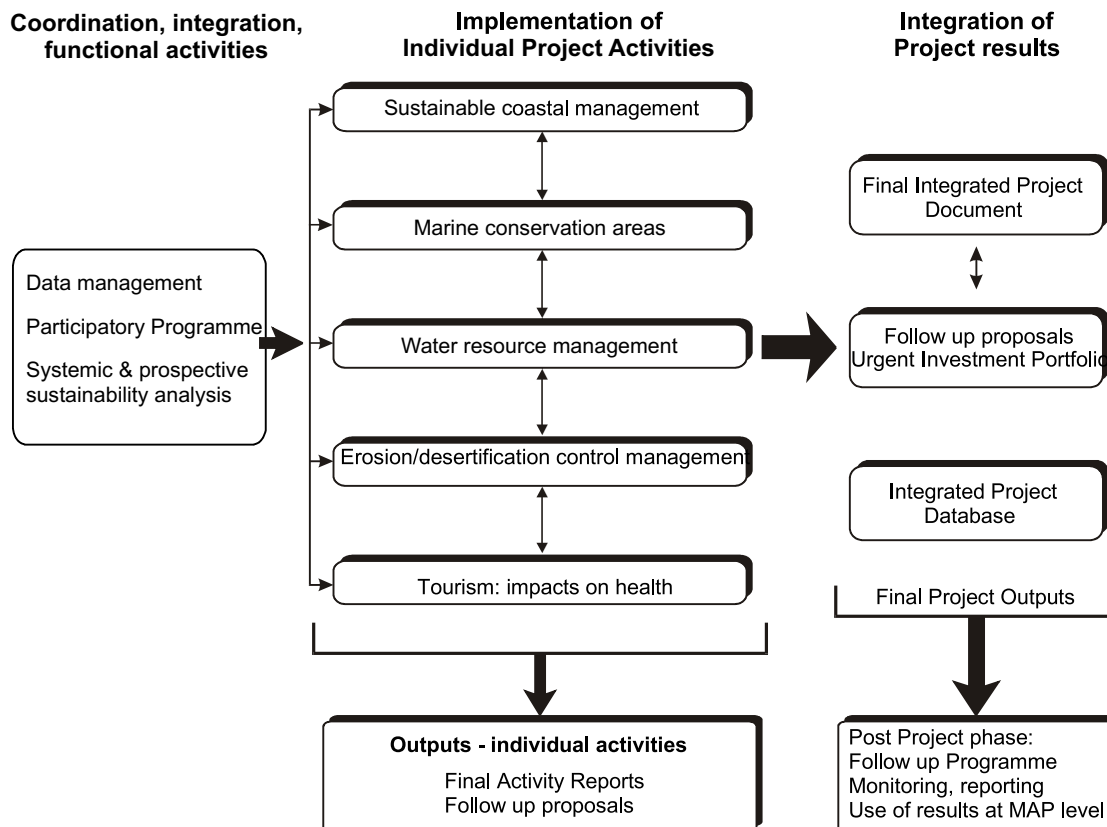 Coordination, integration,
functional activities
Data management
Participatory Programme
Systemic & prospective
sustainability analysis
Implementation of
Individual Project Activities
Sustainable coastal management
Marine conservation areas
Water resource management
Erosion/desertification control management
Tourism: impacts on health
Outputs - individual activities
Final Activity Reports
Follow up proposals
Integration of
Project results
Final Integrated Project
Document
Follow up proposals
Urgent Investment Portfolio
Integrated Project
Database
Final Project Outputs
Post Project phase:
Follow up Programme
Monitoring, reporting
Use of results at MAP level